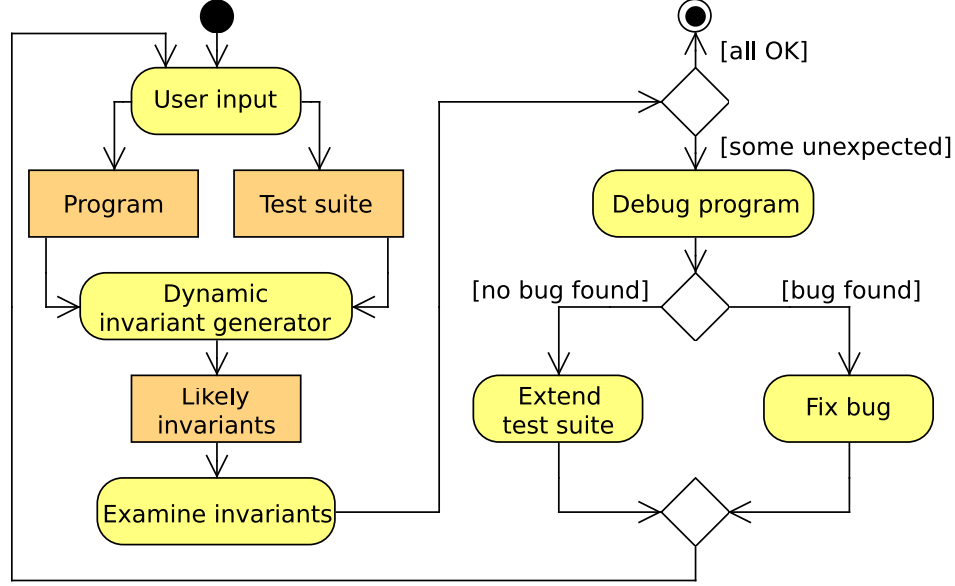 User input
Program
Test suite
Dynamic
invariant generator
Likely
invariants
Examine invariants
[all OK]
[some unexpected]
Debug program
[no bug found]
[bug found]
Extend
test suite
Fix bug